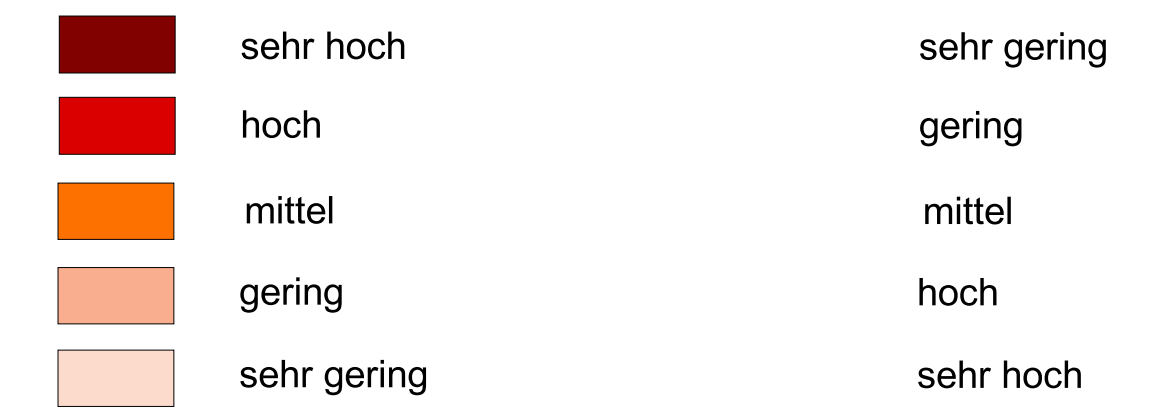 sehr hoch sehr gering
hoch gering
mittel mittel
gering hoch
sehr gering sehr hoch